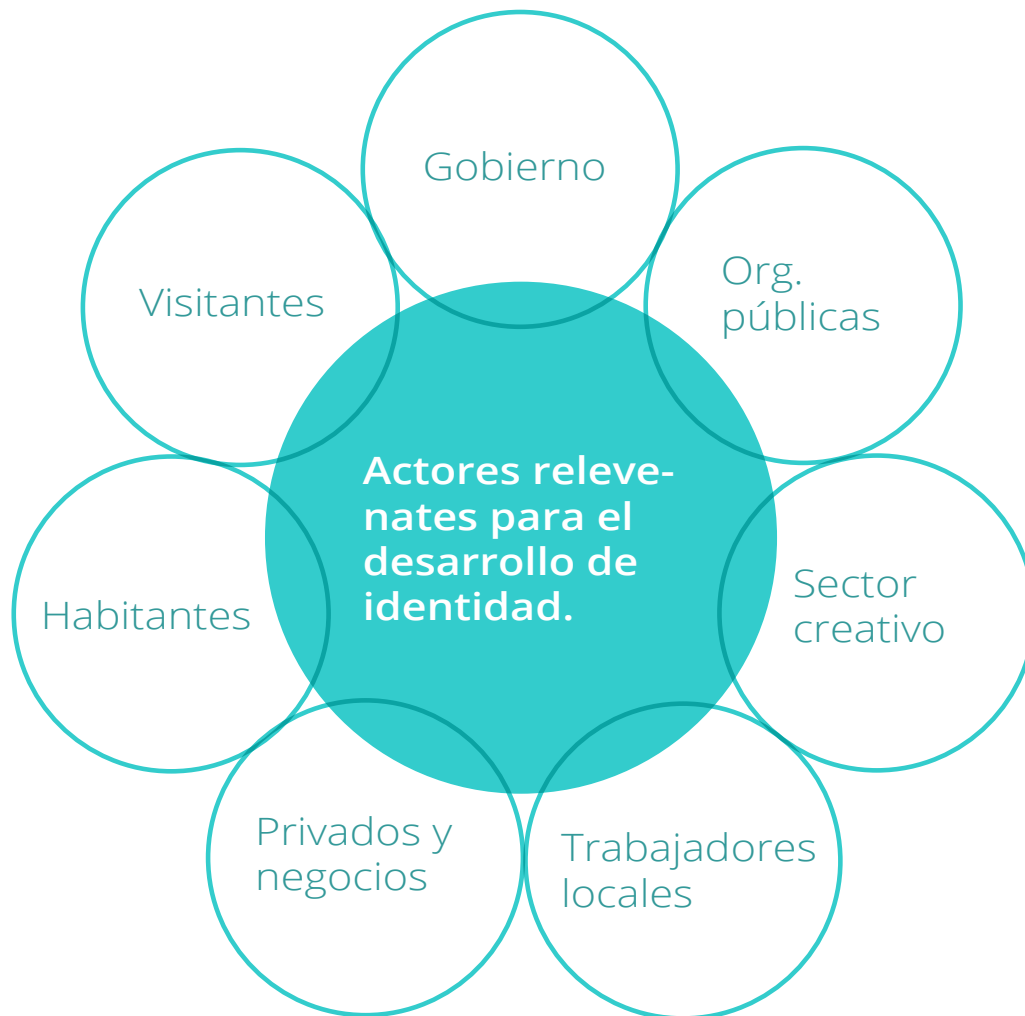 Gobierno
Org.
públicas
Visitantes
Actores releve-
nates para el
desarrollo de
identidad.
Sector
creativo
Habitantes
Privados y
negocios
Trabajadores
locales